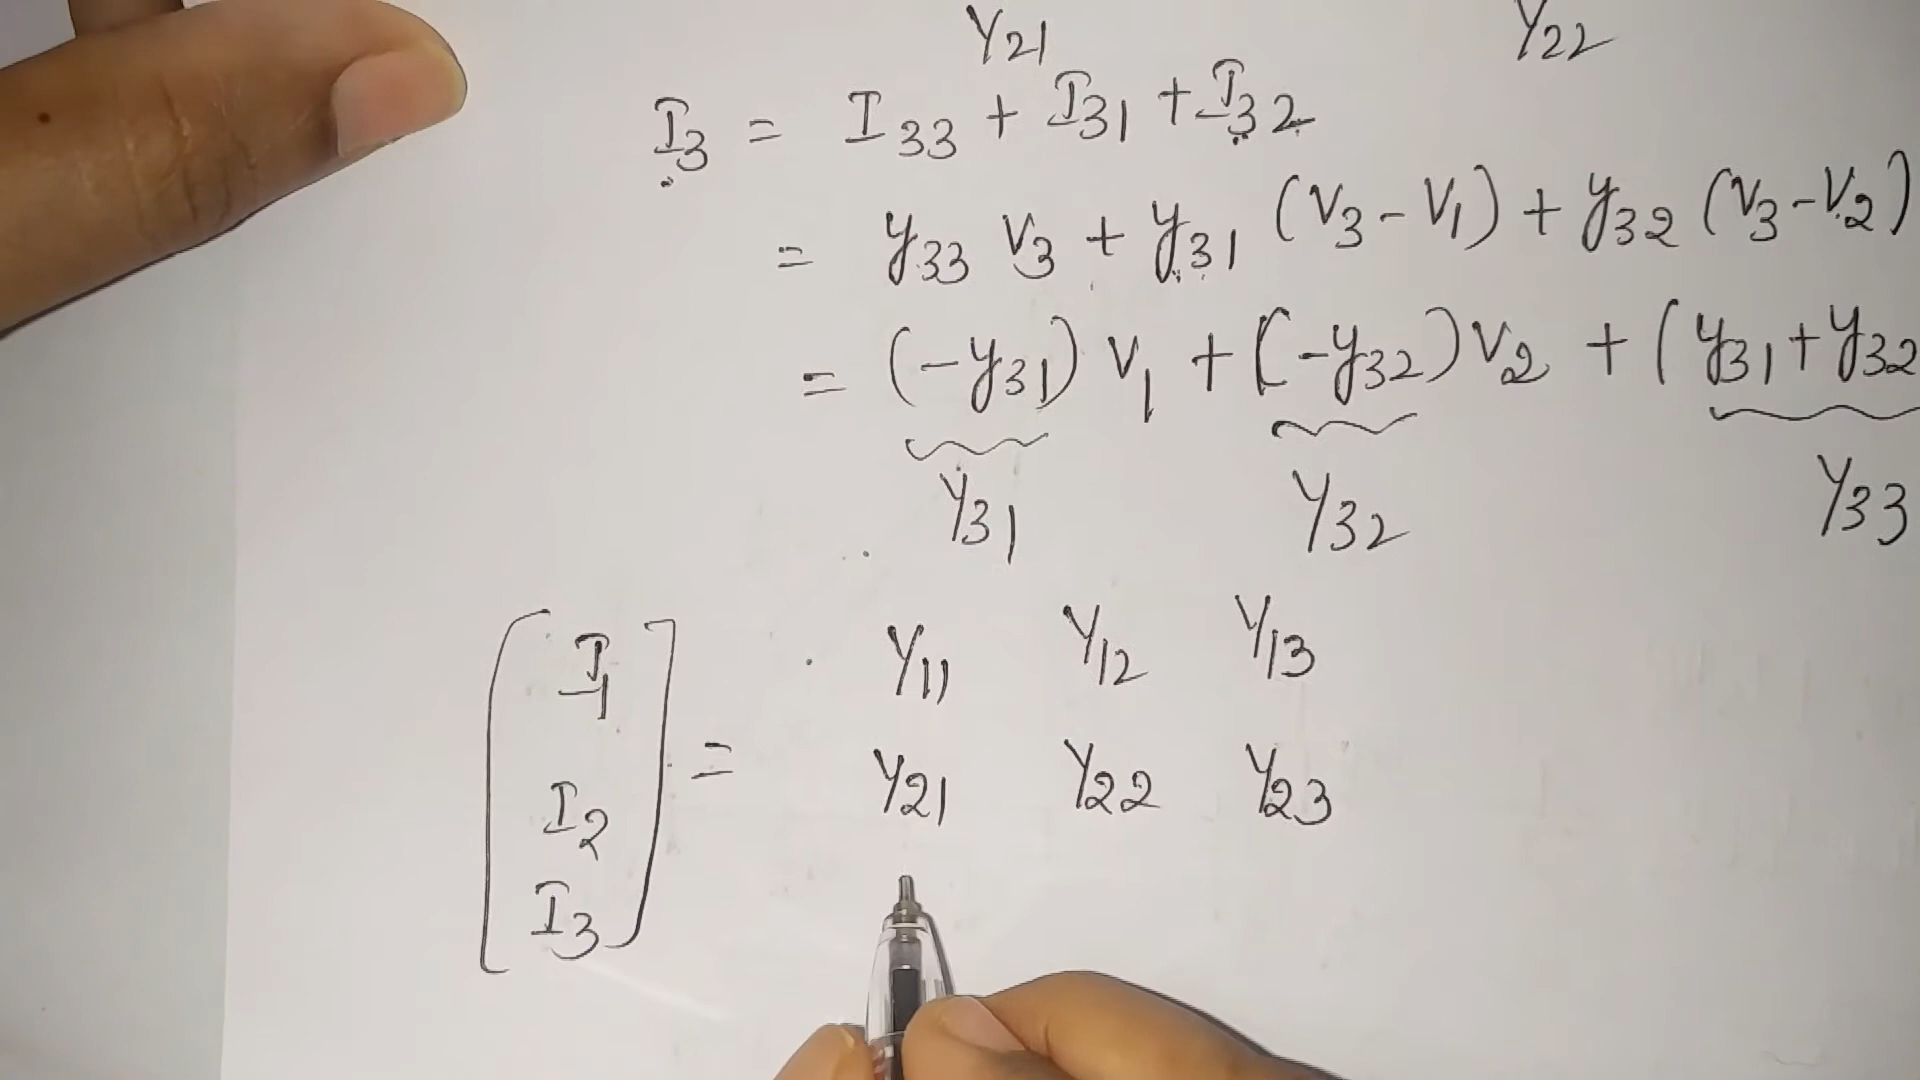 Y21 Y22
I3 = I33 + I31 + I32
= y33 V3 + y31 (V3 - V1) + y32 (V3 - V2)
= (-y31) V1 + (-y32) V2 + (y31 + y32
Y31 Y32 Y33
I1 = Y11 Y12 Y13
I2 Y21 Y22 Y23
I3